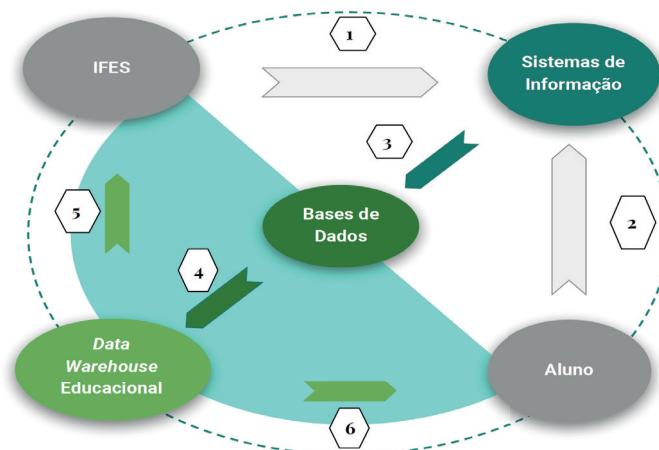 1
IFES
Sistemas de
Informação
3
5
Bases de
Dados
2
4
Data
Warehouse
Educacional
Aluno
6